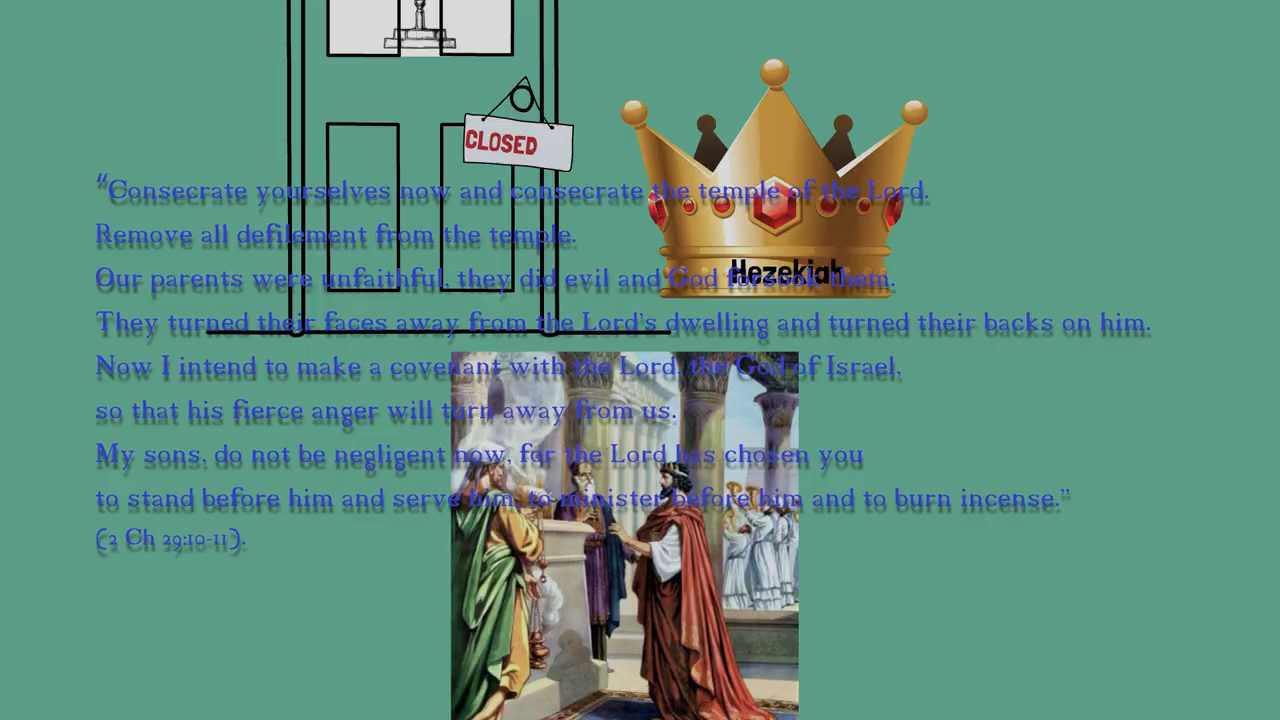 CLOSED
“Consecrate yourselves now and consecrate the temple of the Lord.
Remove all defilement from the temple.
Hezekiah
Our parents were unfaithful, they did evil and God forsook them.
They turned their faces away from the Lord's dwelling and turned their backs on him.
Now I intend to make a covenant with the Lord, the God of Israel,
so that his fierce anger will turn away from us.
My sons, do not be negligent now, for the Lord has chosen you
to stand before him and serve him, to minister before him and to burn incense.”
(2 Ch 29:10-11).